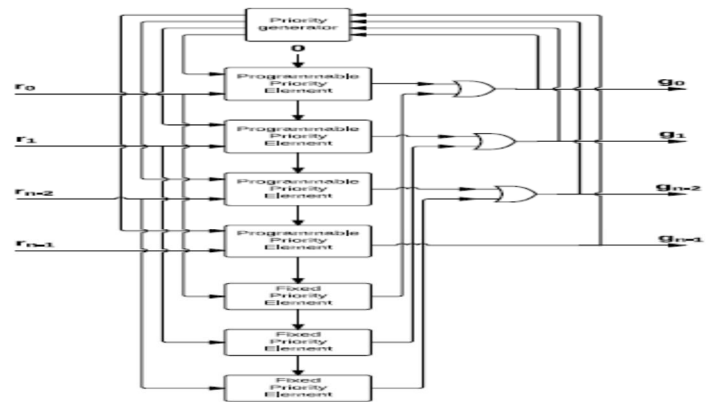 Priority
generator
0
Programmable
Priority
Element
r0
g0
Programmable
Priority
Element
r1
g1
Programmable
Priority
Element
rn-2
gn-2
Programmable
Priority
Element
rn-1
gn-1
Fixed
Priority
Element
Fixed
Priority
Element
Fixed
Priority
Element